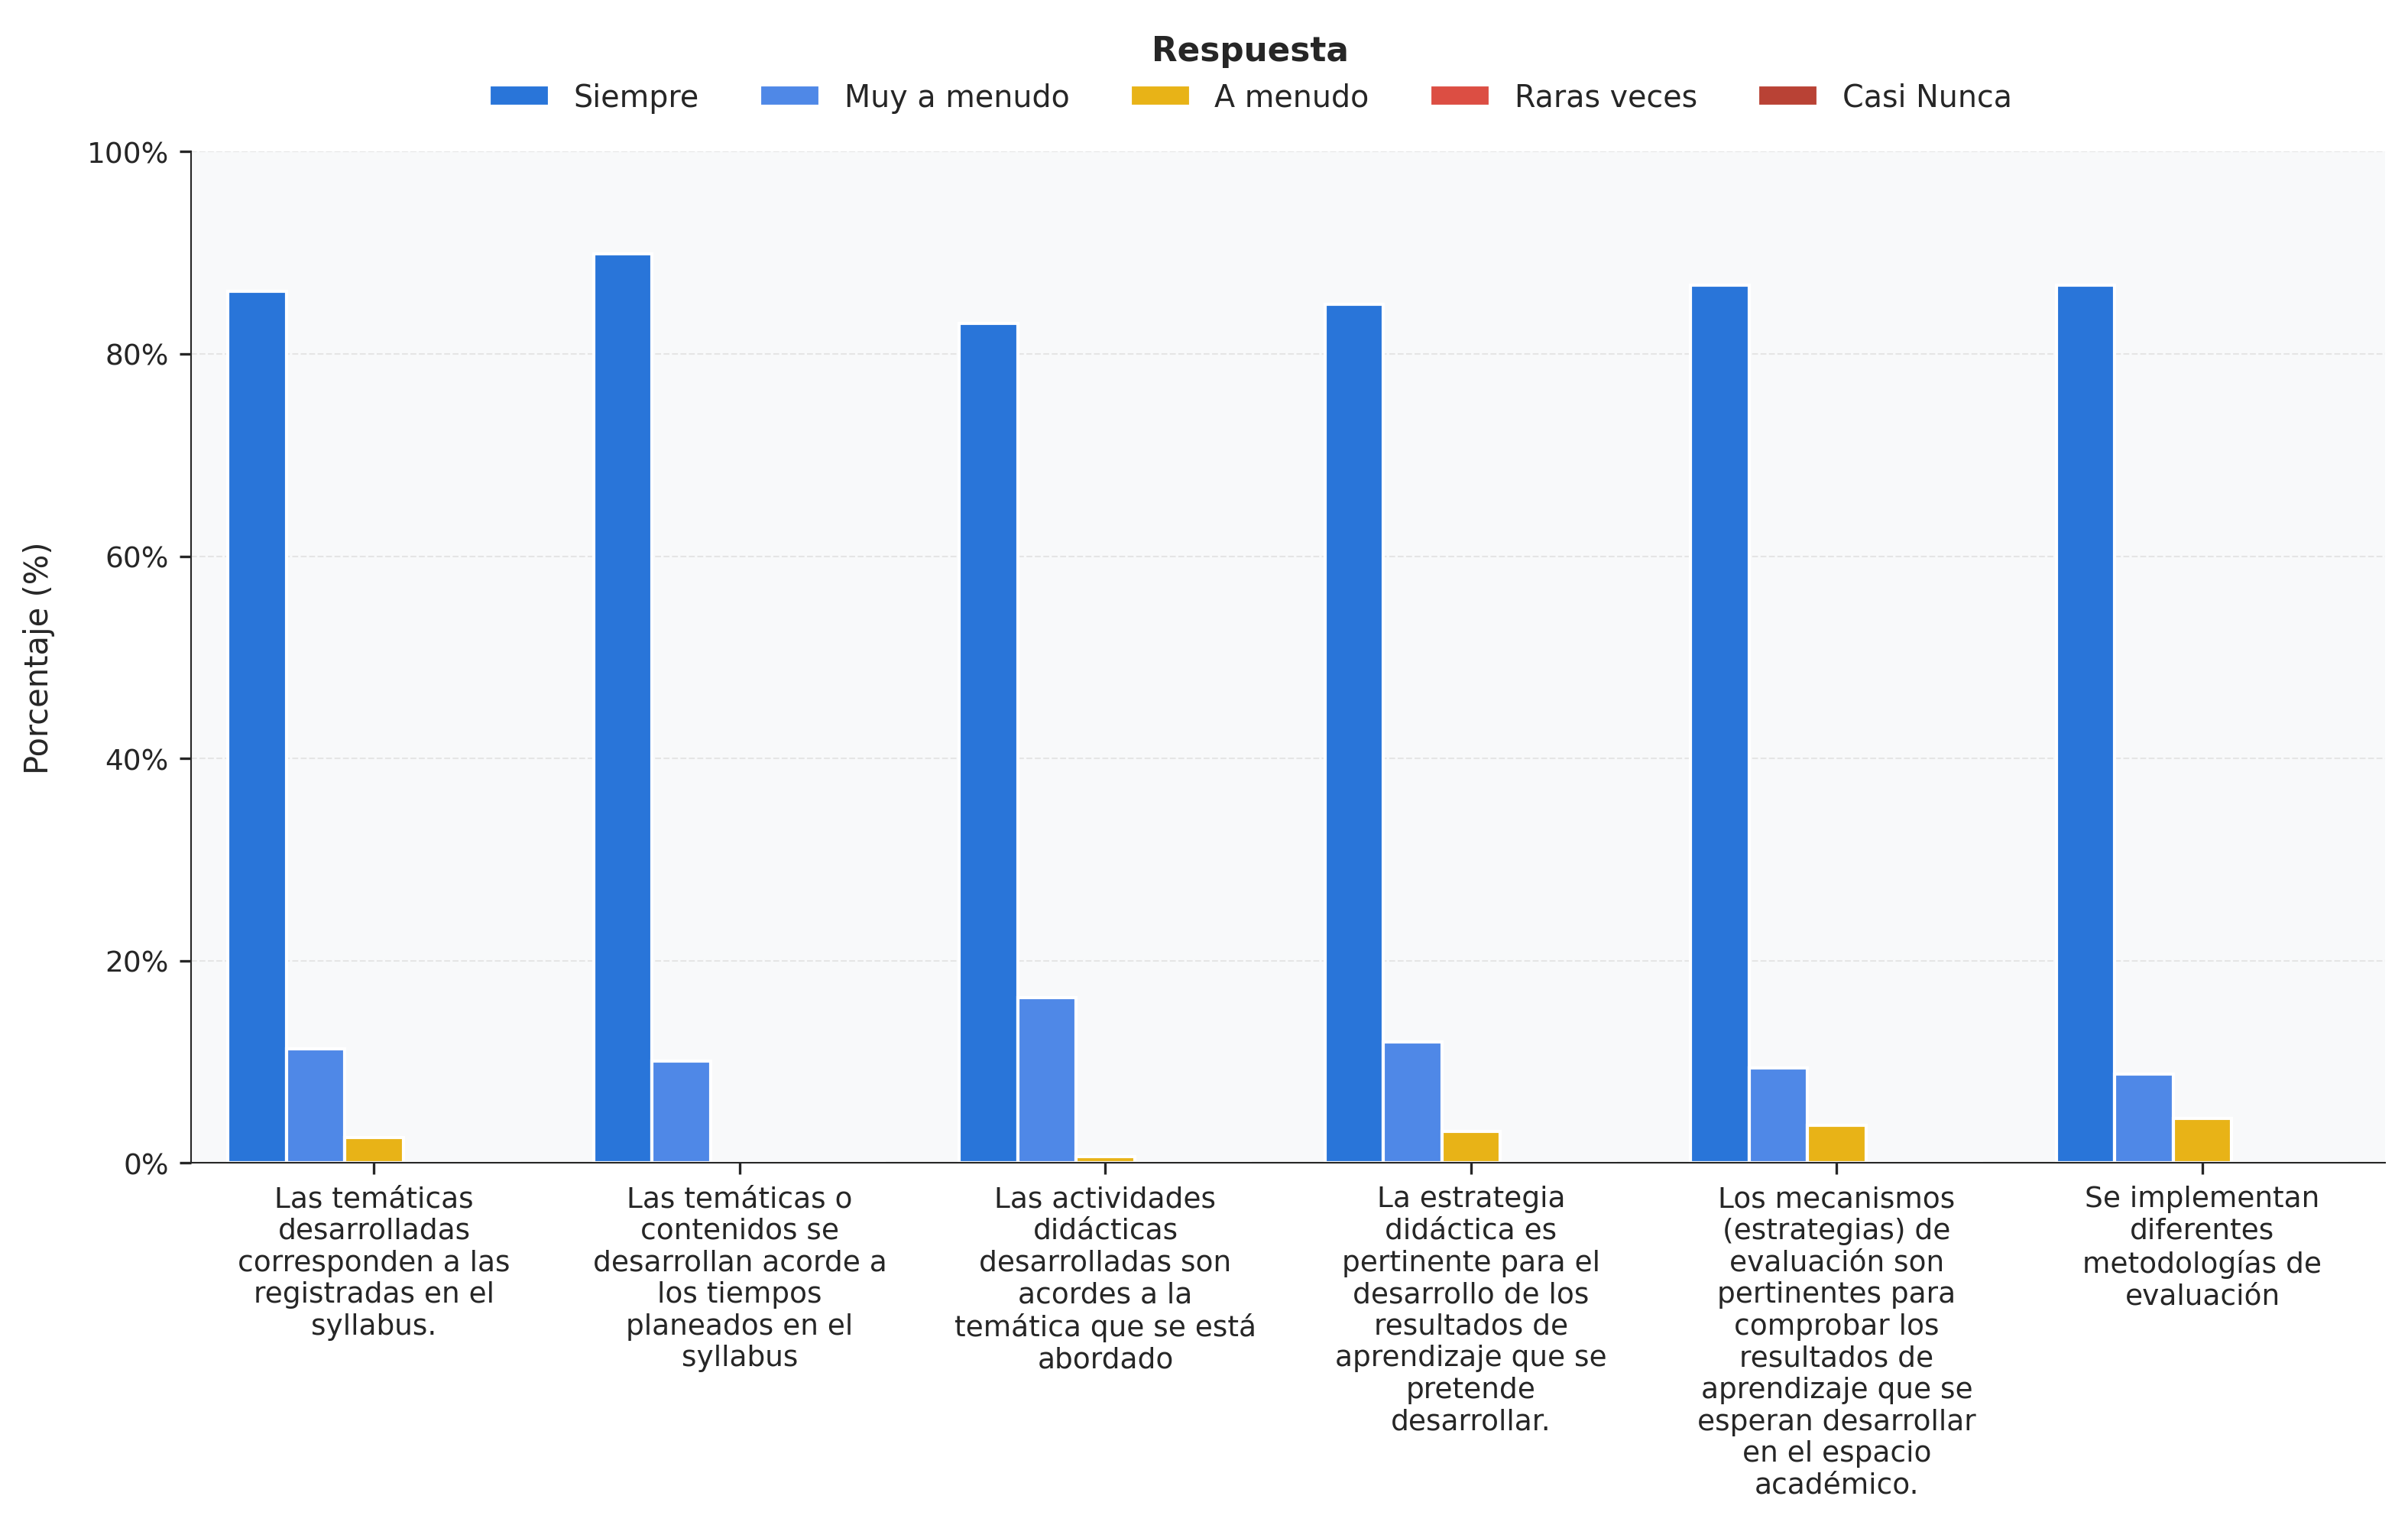 Respuesta
Siempre Muy a menudo A menudo Raras veces Casi Nunca
100%
80%
60%
40%
20%
0%
Porcentaje (%)
Las temáticas
desarrolladas
corresponden a las
registradas en el
syllabus.
Las temáticas o
contenidos se
desarrollan acorde a
los tiempos
planeados en el
syllabus
Las actividades
didácticas
desarrolladas son
acordes a la
temática que se está
abordado
La estrategia
didáctica es
pertinente para el
desarrollo de los
resultados de
aprendizaje que se
pretende
desarrollar.
Los mecanismos
(estrategias) de
evaluación son
pertinentes para
comprobar los
resultados de
aprendizaje que se
esperan desarrollar
en el espacio
académico.
Se implementan
diferentes
metodologías de
evaluación